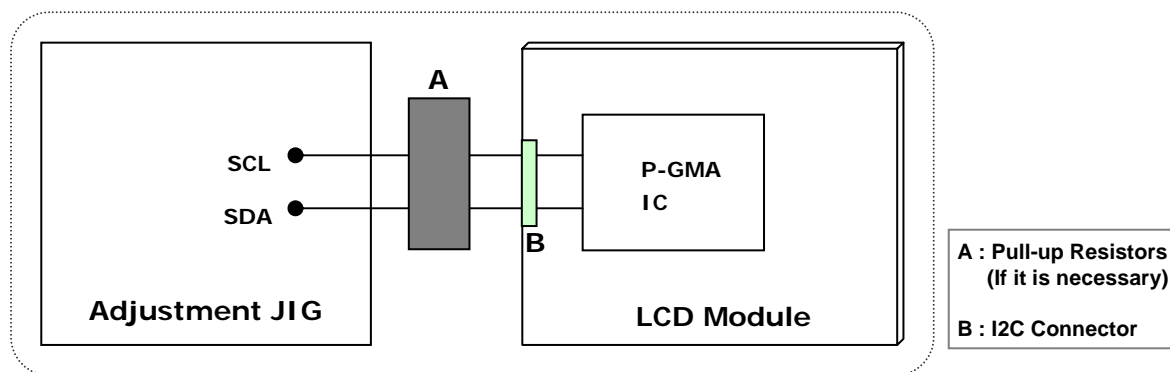 A
SCL
SDA
P-GMA
IC
B
Adjustment JIG
LCD Module
A : Pull-up Resistors
(If it is necessary)
B : I2C Connector